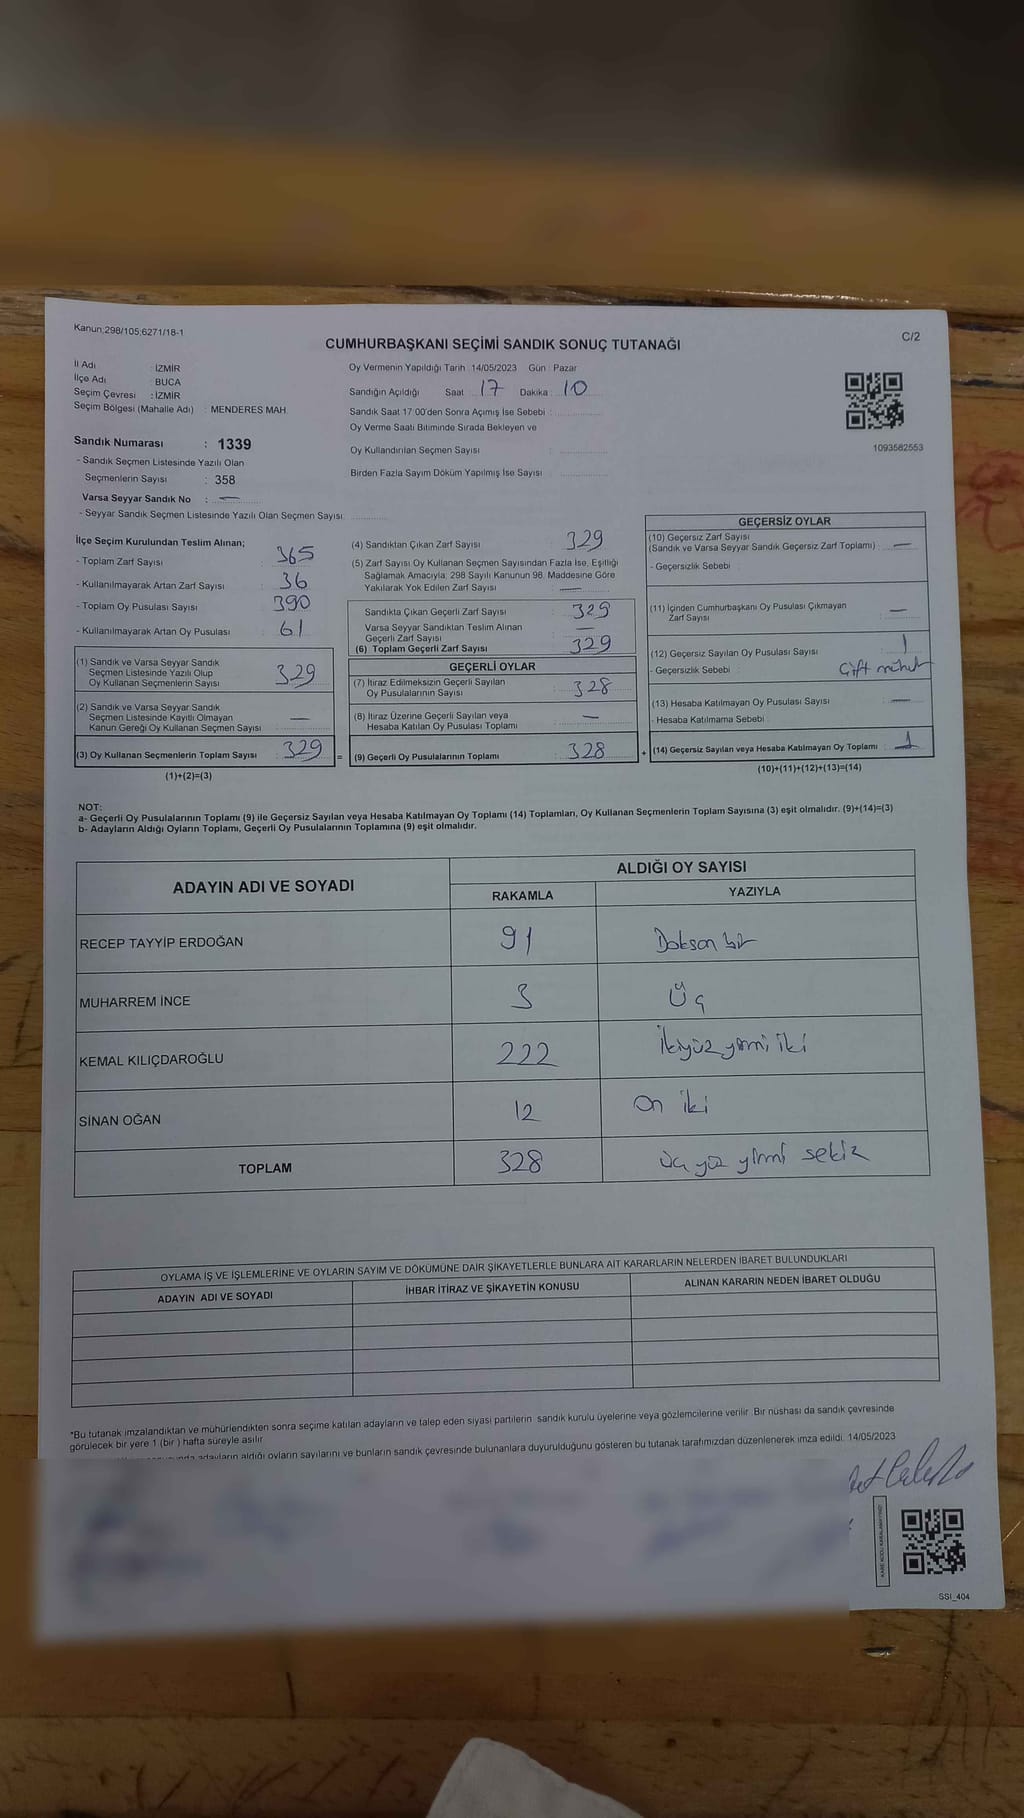 Kanun;298/105;6271/18-1
C/2
CUMHURBAŞKANI SEÇİMİ SANDIK SONUÇ TUTANAĞI
İl Adı : İZMİR
İlçe Adı : BUCA
Seçim Çevresi : İZMİR
Seçim Bölgesi (Mahalle Adı) : MENDERES MAH.
Sandık Numarası : 1339
- Sandık Seçmen Listesinde Yazılı Olan
Seçmenlerin Sayısı : 358
Varsa Seyyar Sandık No : —
- Seyyar Sandık Seçmen Listesinde Yazılı Olan Seçmen Sayısı
Oy Vermenin Yapıldığı Tarih 14/05/2023 Gün : Pazar
Sandığın Açıldığı Saat 17 Dakika : 10
Sandık Saat 17:00'den Sonra Açımış İse Sebebi :
Oy Verme Saati Bitiminde Sırada Bekleyen ve
Oy Kullandırılan Seçmen Sayısı :
Birden Fazla Sayım Döküm Yapılmış İse Sayısı :
1093582553
İlçe Seçim Kurulundan Teslim Alınan;
- Toplam Zarf Sayısı : 365
- Kullanılmayarak Artan Zarf Sayısı : 36
- Toplam Oy Pusulası Sayısı : 390
- Kullanılmayarak Artan Oy Pusulası : 61
(1) Sandık ve Varsa Seyyar Sandık
Seçmen Listesinde Yazılı Olup
Oy Kullanan Seçmenlerin Sayısı : 329
(2) Sandık ve Varsa Seyyar Sandık
Seçmen Listesinde Kayıtlı Olmayan
Kanun Gereği Oy Kullanan Seçmen Sayısı : —
(3) Oy Kullanan Seçmenlerin Toplam Sayısı : 329
(1)+(2)=(3)
=
(4) Sandıktan Çıkan Zarf Sayısı : 329
(5) Zarf Sayısı Oy Kullanan Seçmen Sayısından Fazla İse, Eşitliği
Sağlamak Amacıyla; 298 Sayılı Kanunun 98. Maddesine Göre
Yakılarak Yok Edilen Zarf Sayısı : —
Sandıkta Çıkan Geçerli Zarf Sayısı : 329
Varsa Seyyar Sandıktan Teslim Alınan
Geçerli Zarf Sayısı : —
(6) Toplam Geçerli Zarf Sayısı : 329
GEÇERLİ OYLAR
(7) İtiraz Edilmeksizin Geçerli Sayılan
Oy Pusulalarının Sayısı : 328
(8) İtiraz Üzerine Geçerli Sayılan veya
Hesaba Katılan Oy Pusulası Toplamı : —
(9) Geçerli Oy Pusulalarının Toplamı : 328
+
GEÇERSİZ OYLAR
(10) Geçersiz Zarf Sayısı
(Sandık ve Varsa Seyyar Sandık Geçersiz Zarf Toplamı) : —
- Geçersizlik Sebebi :
(11) İçinden Cumhurbaşkanı Oy Pusulası Çıkmayan
Zarf Sayısı : —
(12) Geçersiz Sayılan Oy Pusulası Sayısı : 1
- Geçersizlik Sebebi : Çift mühür
(13) Hesaba Katılmayan Oy Pusulası Sayısı : —
- Hesaba Katılmama Sebebi :
(14) Geçersiz Sayılan veya Hesaba Katılmayan Oy Toplamı : 1
(10)+(11)+(12)+(13)=(14)
NOT:
a- Geçerli Oy Pusulalarının Toplamı (9) ile Geçersiz Sayılan veya Hesaba Katılmayan Oy Toplamı (14) Toplamları, Oy Kullanan Seçmenlerin Toplam Sayısına (3) eşit olmalıdır. (9)+(14)=(3)
b- Adayların Aldığı Oyların Toplamı, Geçerli Oy Pusulalarının Toplamına (9) eşit olmalıdır.
ADAYIN ADI VE SOYADI
ALDIĞI OY SAYISI
RAKAMLA YAZIYLA
RECEP TAYYİP ERDOĞAN 91 Doksan bir
MUHARREM İNCE 3 Üç
KEMAL KILIÇDAROĞLU 222 İkiyüz yirmi iki
SİNAN OĞAN 12 On iki
TOPLAM 328 üç yüz yirmi sekiz
OYLAMA İŞ VE İŞLEMLERİNE VE OYLARIN SAYIM VE DÖKÜMÜNE DAİR ŞİKAYETLERLE BUNLARA AİT KARARLARIN NELERDEN İBARET BULUNDUKLARI
ADAYIN ADI VE SOYADI İHBAR İTİRAZ VE ŞİKAYETİN KONUSU ALINAN KARARIN NEDEN İBARET OLDUĞU
*Bu tutanak imzalandıktan ve mühürlendikten sonra seçime katılan adayların ve talep eden siyasi partilerin sandık kurulu üyelerine veya gözlemcilerine verilir. Bir nüshası da sandık çevresinde
görülecek bir yere 1 (bir ) hafta süreyle asılır.
adayların aldığı oyların sayılarını ve bunların sandık çevresinde bulunanlara duyurulduğunu gösteren bu tutanak tarafımızdan düzenlenerek imza edildi. 14/05/2023
SSI_404